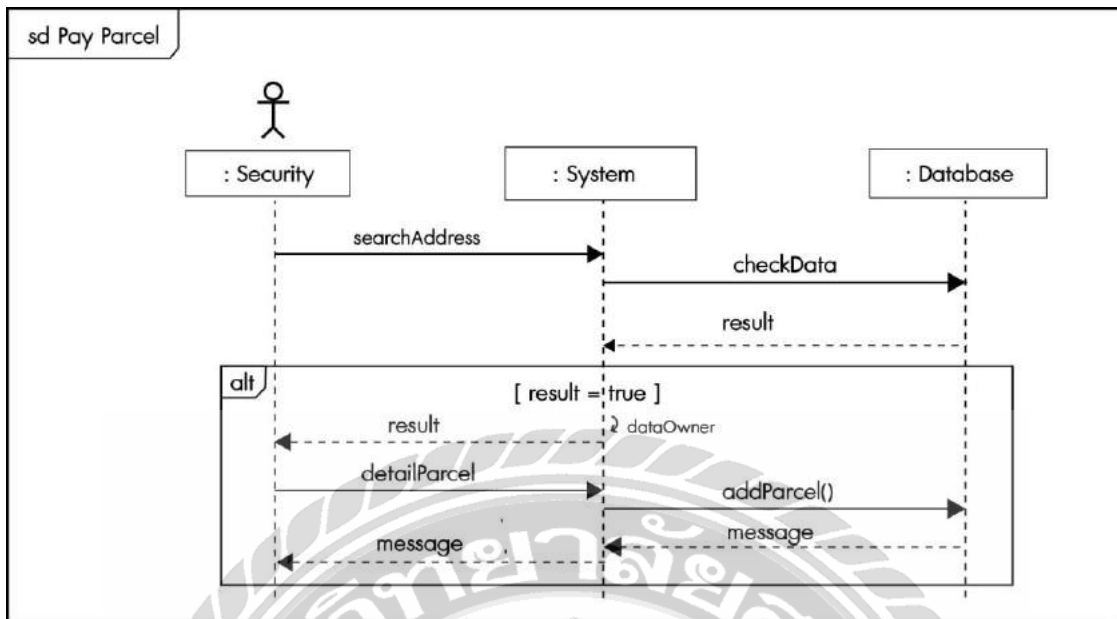 sd Pay Parcel
: Security
: System
: Database
searchAddress
checkData
result
alt
[ result = true ]
result
dataOwner
detailParcel
addParcel()
message
message